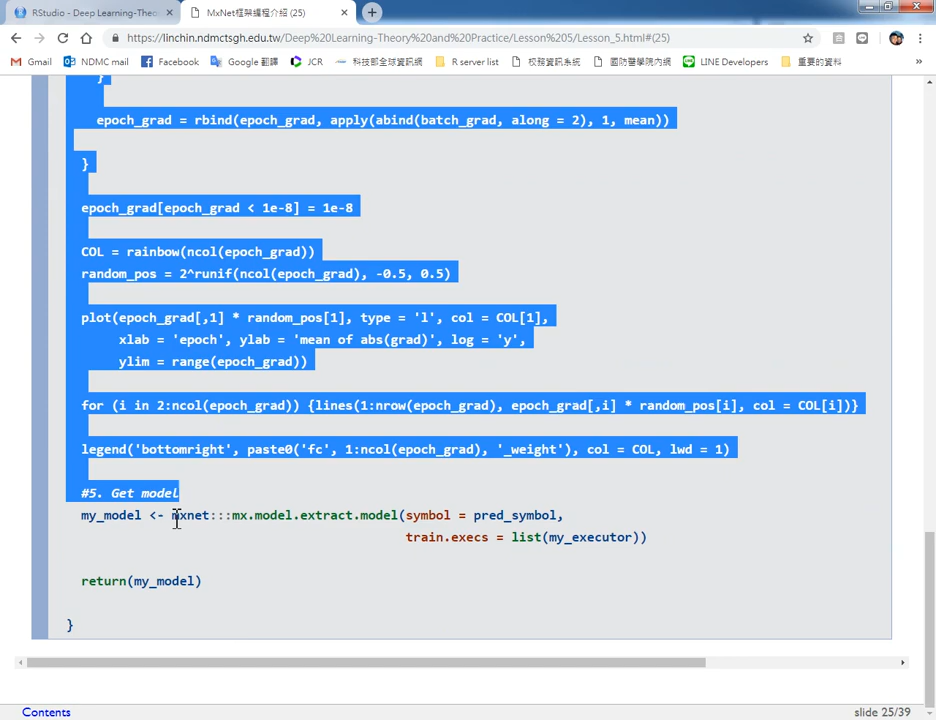 RStudio - Deep Learning-Theo
MxNet框架編程介紹 (25)
https://linchin.ndmctsgh.edu.tw/Deep%20Learning-Theory%20and%20Practice/Lesson%205/Lesson_5.html#(25)
Gmail
NDMC mail
Facebook
Google 翻譯
JCR
科技部全球資訊網
R server list
校務資訊系統
國防醫學院內網
LINE Developers
重要的資料
»
}
epoch_grad = rbind(epoch_grad, apply(abind(batch_grad, along = 2), 1, mean))
}
epoch_grad[epoch_grad < 1e-8] = 1e-8
COL = rainbow(ncol(epoch_grad))
random_pos = 2^runif(ncol(epoch_grad), -0.5, 0.5)
plot(epoch_grad[,1] * random_pos[1], type = 'l', col = COL[1],
xlab = 'epoch', ylab = 'mean of abs(grad)', log = 'y',
ylim = range(epoch_grad))
for (i in 2:ncol(epoch_grad)) {lines(1:nrow(epoch_grad), epoch_grad[,i] * random_pos[i], col = COL[i])}
legend('bottomright', paste0('fc', 1:ncol(epoch_grad), '_weight'), col = COL, lwd = 1)
#5. Get model
my_model <- mxnet:::mx.model.extract.model(symbol = pred_symbol,
train.execs = list(my_executor))
return(my_model)
}
Contents
slide 25/39